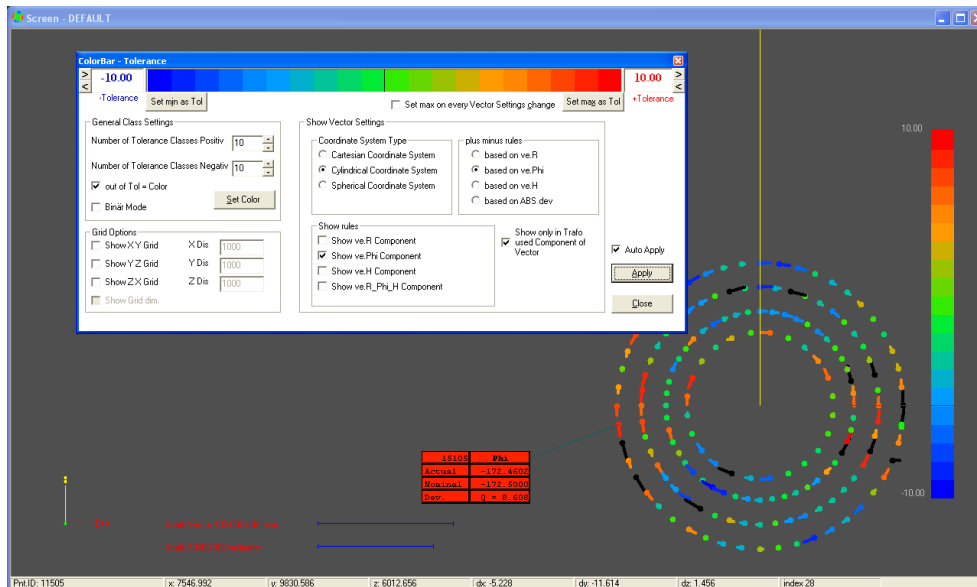 Screen - DEFAULT
ColorBar - Tolerance
> -10.00 10.00 >
< <
-Tolerance Set min as Tol Set max on every Vector Settings change Set max as Tol +Tolerance
General Class Settings
Number of Tolerance Classes Positiv 10
Number of Tolerance Classes Negativ 10
out of Tol = Color
Set Color
Binär Mode
Grid Options
Show X Y Grid X Dis 1000
Show Y Z Grid Y Dis 1000
Show Z X Grid Z Dis 1000
Show Grid dim.
Show Vector Settings
Coordinate System Type
Cartesian Coordinate System
Cylindrical Coordinate System
Spherical Coordinate System
plus minus rules
based on ve.R
based on ve.Phi
based on ve.H
based on ABS dev
Show rules
Show ve.R Component
Show ve.Phi Component
Show ve.H Component
Show ve.R_Phi_H Component
Show only in Trafo
used Component of
Vector
Auto Apply
Apply
Close
10.00
-10.00
15105 Phi
Actual -172.4602
Nominal -172.5000
Dev. Q = 8.608
Pnt.ID: 11505 x: 7546.992 y: 9830.586 z: 6012.656 dx: -5.228 dy: -11.614 dz: 1.456 index 28